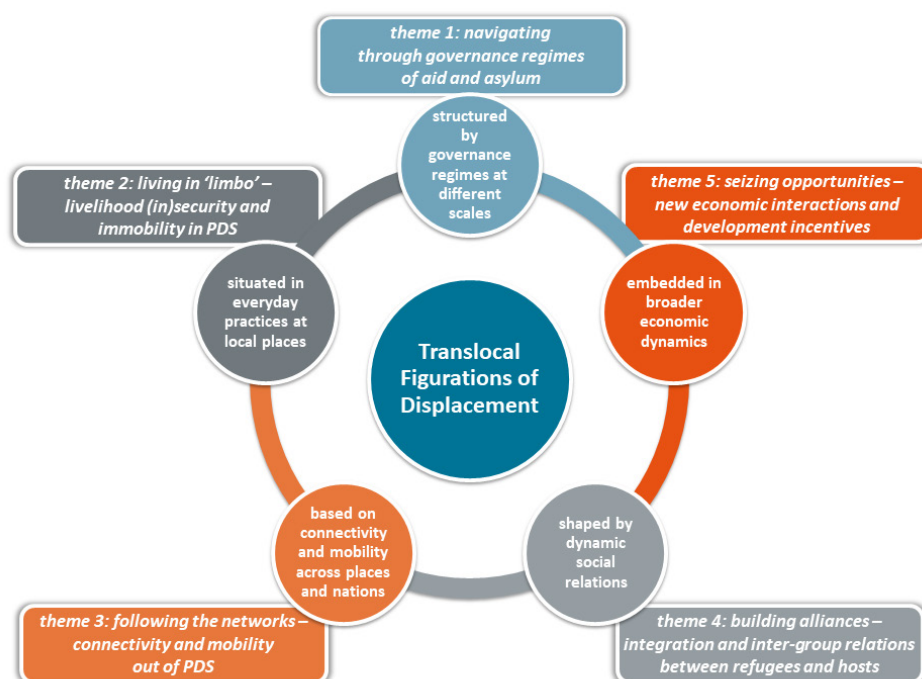 theme 1: navigating
through governance regimes
of aid and asylum
structured
by
governance
regimes at
different
scales
theme 2: living in ‘limbo’ –
livelihood (in)security and
immobility in PDS
situated in
everyday
practices at
local places
theme 5: seizing opportunities –
new economic interactions and
development incentives
embedded in
broader
economic
dynamics
Translocal
Figurations of
Displacement
based on
connectivity
and mobility
across places
and nations
theme 3: following the networks –
connectivity and mobility
out of PDS
shaped by
dynamic
social
relations
theme 4: building alliances –
integration and inter-group relations
between refugees and hosts